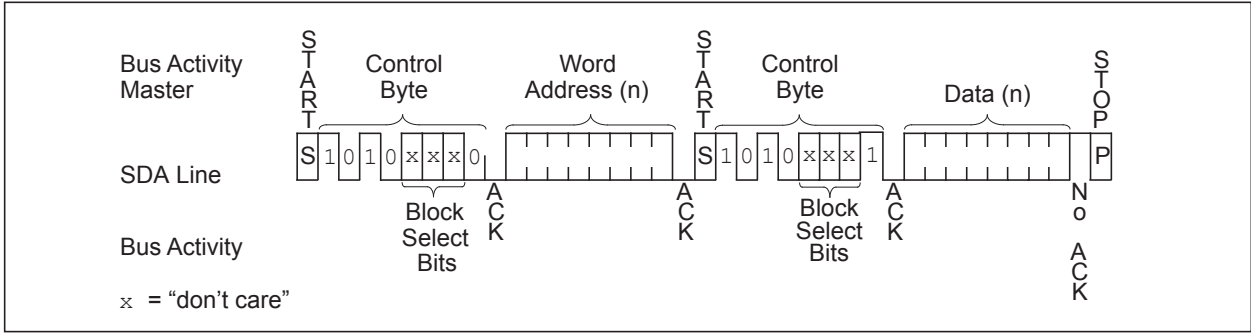 Bus Activity
Master
START
Control
Byte
Word
Address (n)
START
Control
Byte
Data (n)
STOP
SDA Line
S 1 0 1 0 x x x 0
S 1 0 1 0 x x x 1
P
ACK
ACK
ACK
No ACK
Block
Select
Bits
Block
Select
Bits
Bus Activity
x = “don’t care”